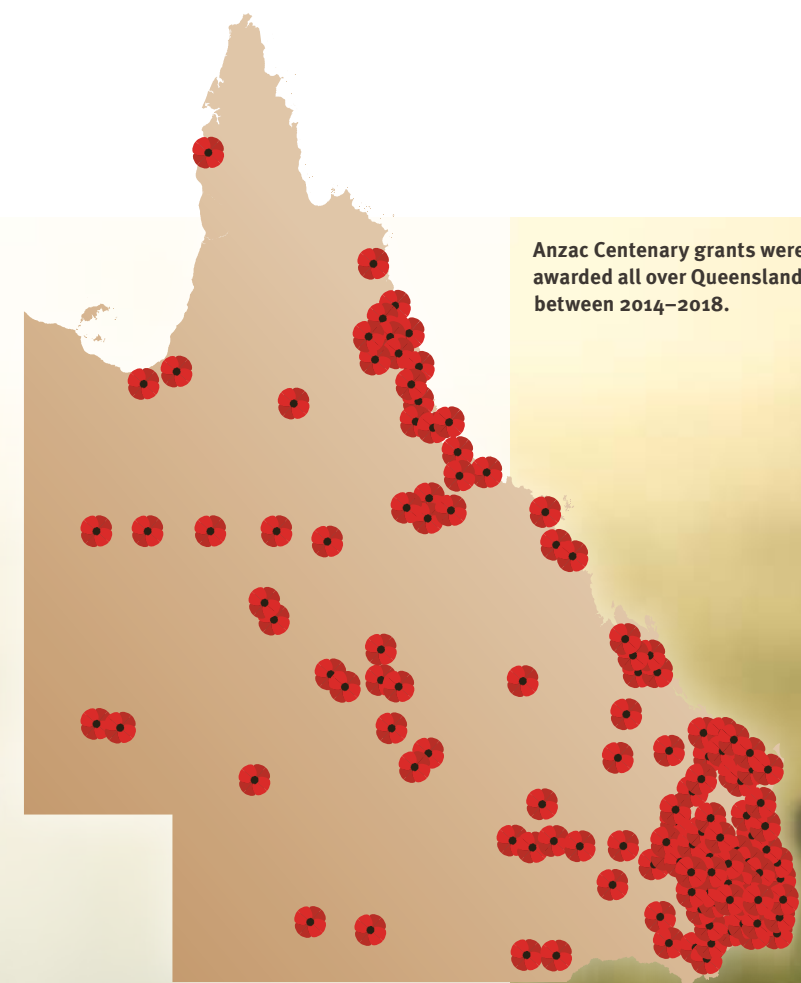 Anzac Centenary grants were
awarded all over Queensland
between 2014–2018.